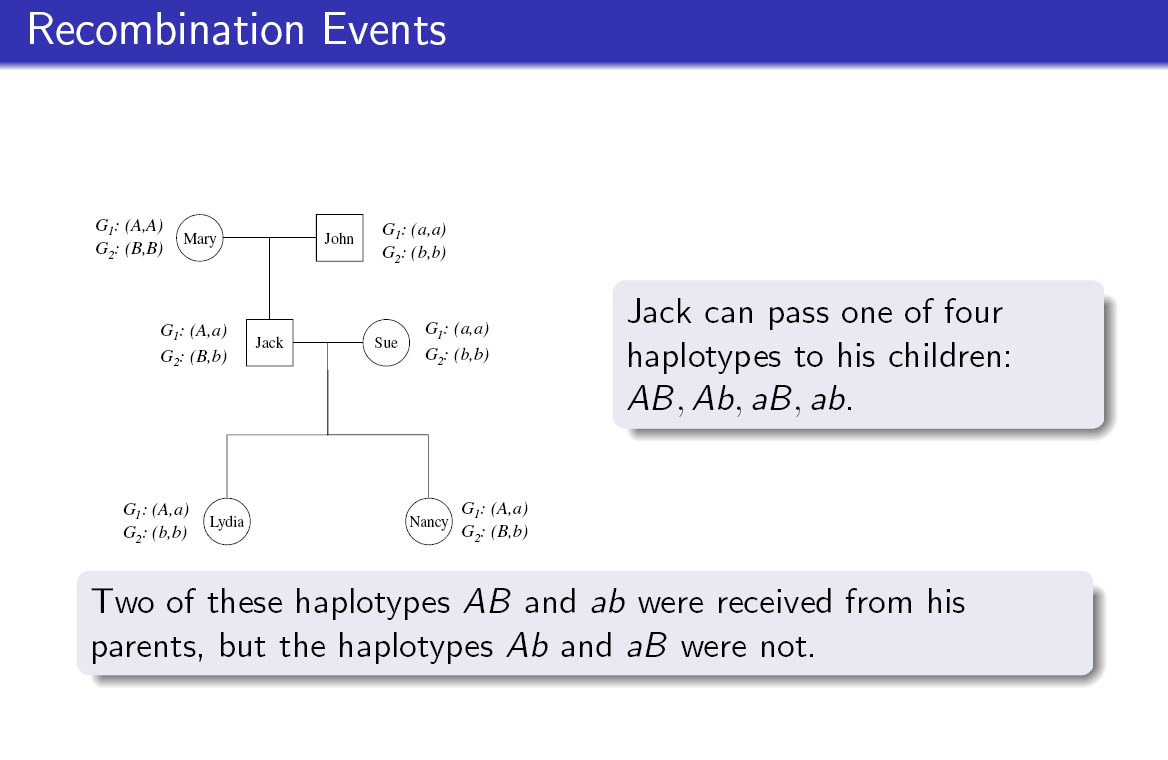 Recombination Events
G1: (A,A)
G2: (B,B)
Mary
John
G1: (a,a)
G2: (b,b)
G1: (A,a)
G2: (B,b)
Jack
Sue
G1: (a,a)
G2: (b,b)
Jack can pass one of four
haplotypes to his children:
AB, Ab, aB, ab.
G1: (A,a)
G2: (b,b)
Lydia
Nancy
G1: (A,a)
G2: (B,b)
Two of these haplotypes AB and ab were received from his
parents, but the haplotypes Ab and aB were not.